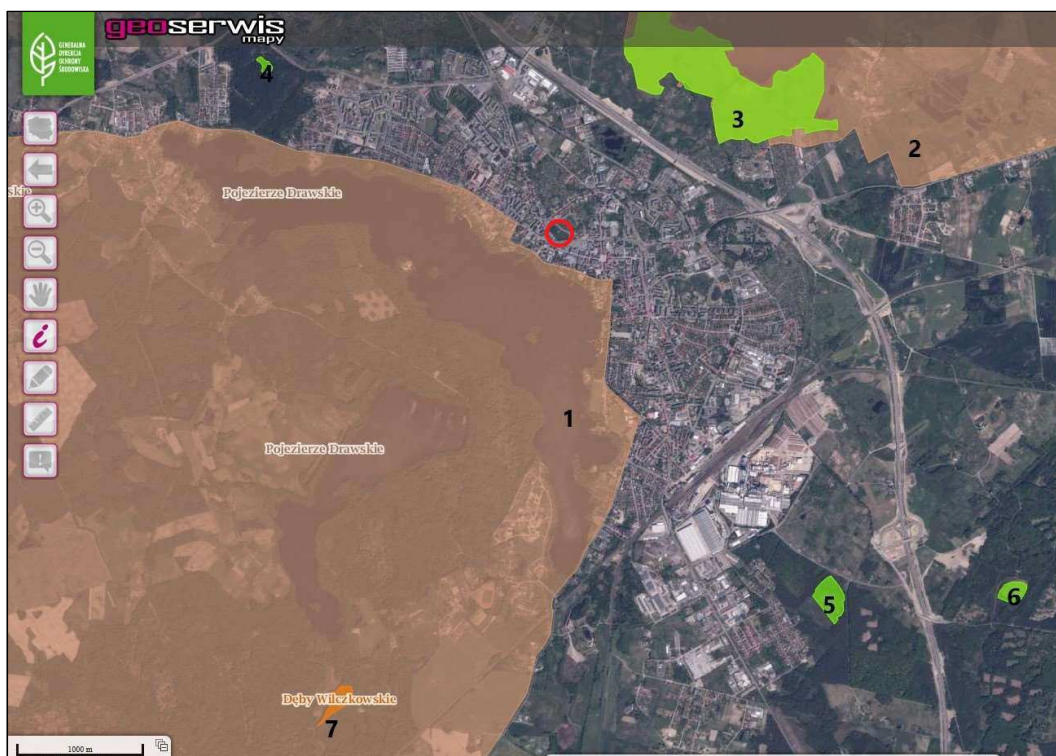 GENERALNA
DYREKCJA
OCHRONY
ŚRODOWISKA
geoserwis
mapy
4
3
2
skie
Pojezierze Drawskie
i
1
Pojezierze Drawskie
5
6
Dęby Wilczkowskie
7
1000 m